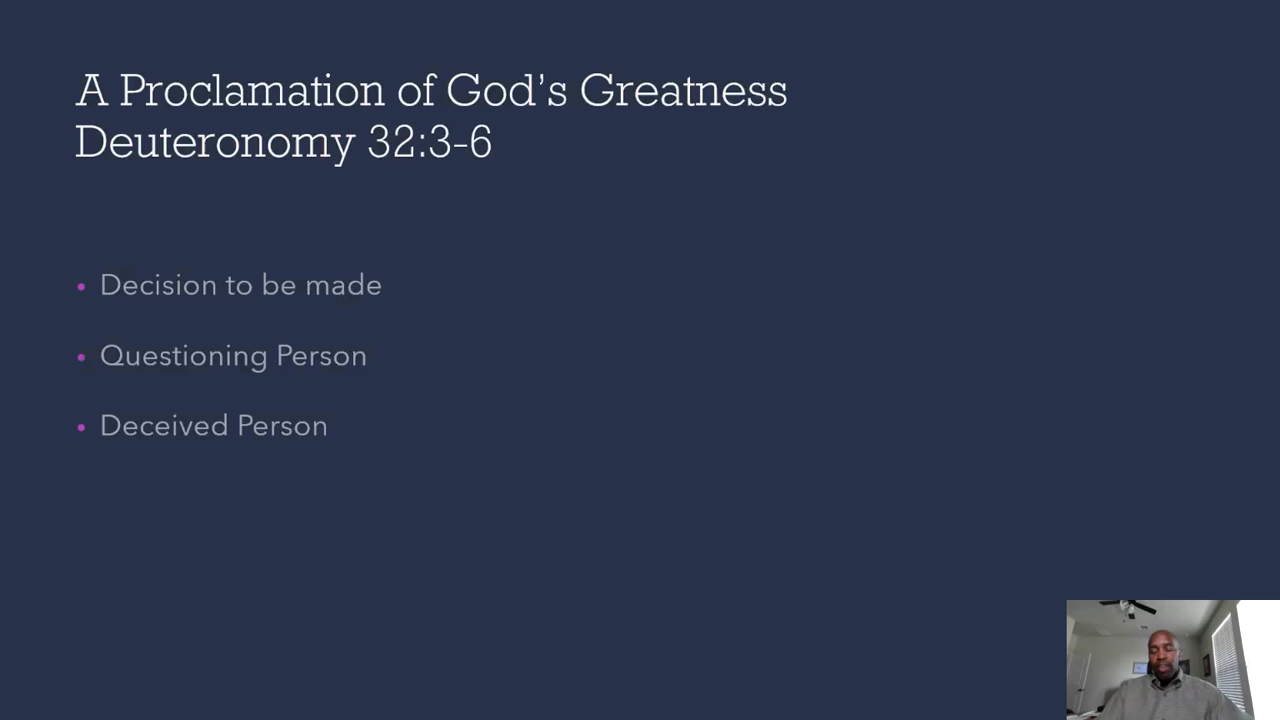 A Proclamation of God’s Greatness
Deuteronomy 32:3-6
• Decision to be made
• Questioning Person
• Deceived Person